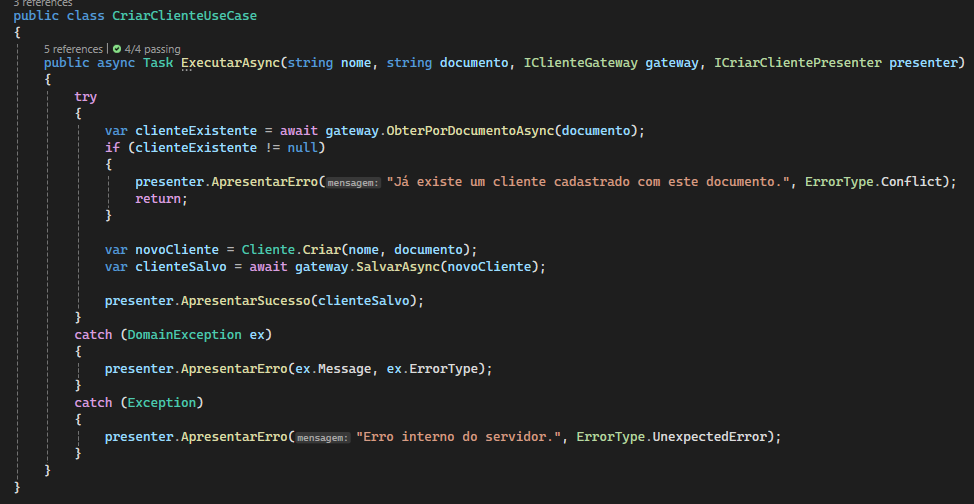 3 references
public class CriarClienteUseCase
{
5 references | 4/4 passing
public async Task ExecutarAsync(string nome, string documento, IClienteGateway gateway, ICriarClientePresenter presenter)
{
try
{
var clienteExistente = await gateway.ObterPorDocumentoAsync(documento);
if (clienteExistente != null)
{
presenter.ApresentarErro(mensagem: "Já existe um cliente cadastrado com este documento.", ErrorType.Conflict);
return;
}
var novoCliente = Cliente.Criar(nome, documento);
var clienteSalvo = await gateway.SalvarAsync(novoCliente);
presenter.ApresentarSucesso(clienteSalvo);
}
catch (DomainException ex)
{
presenter.ApresentarErro(ex.Message, ex.ErrorType);
}
catch (Exception)
{
presenter.ApresentarErro(mensagem: "Erro interno do servidor.", ErrorType.UnexpectedError);
}
}
}